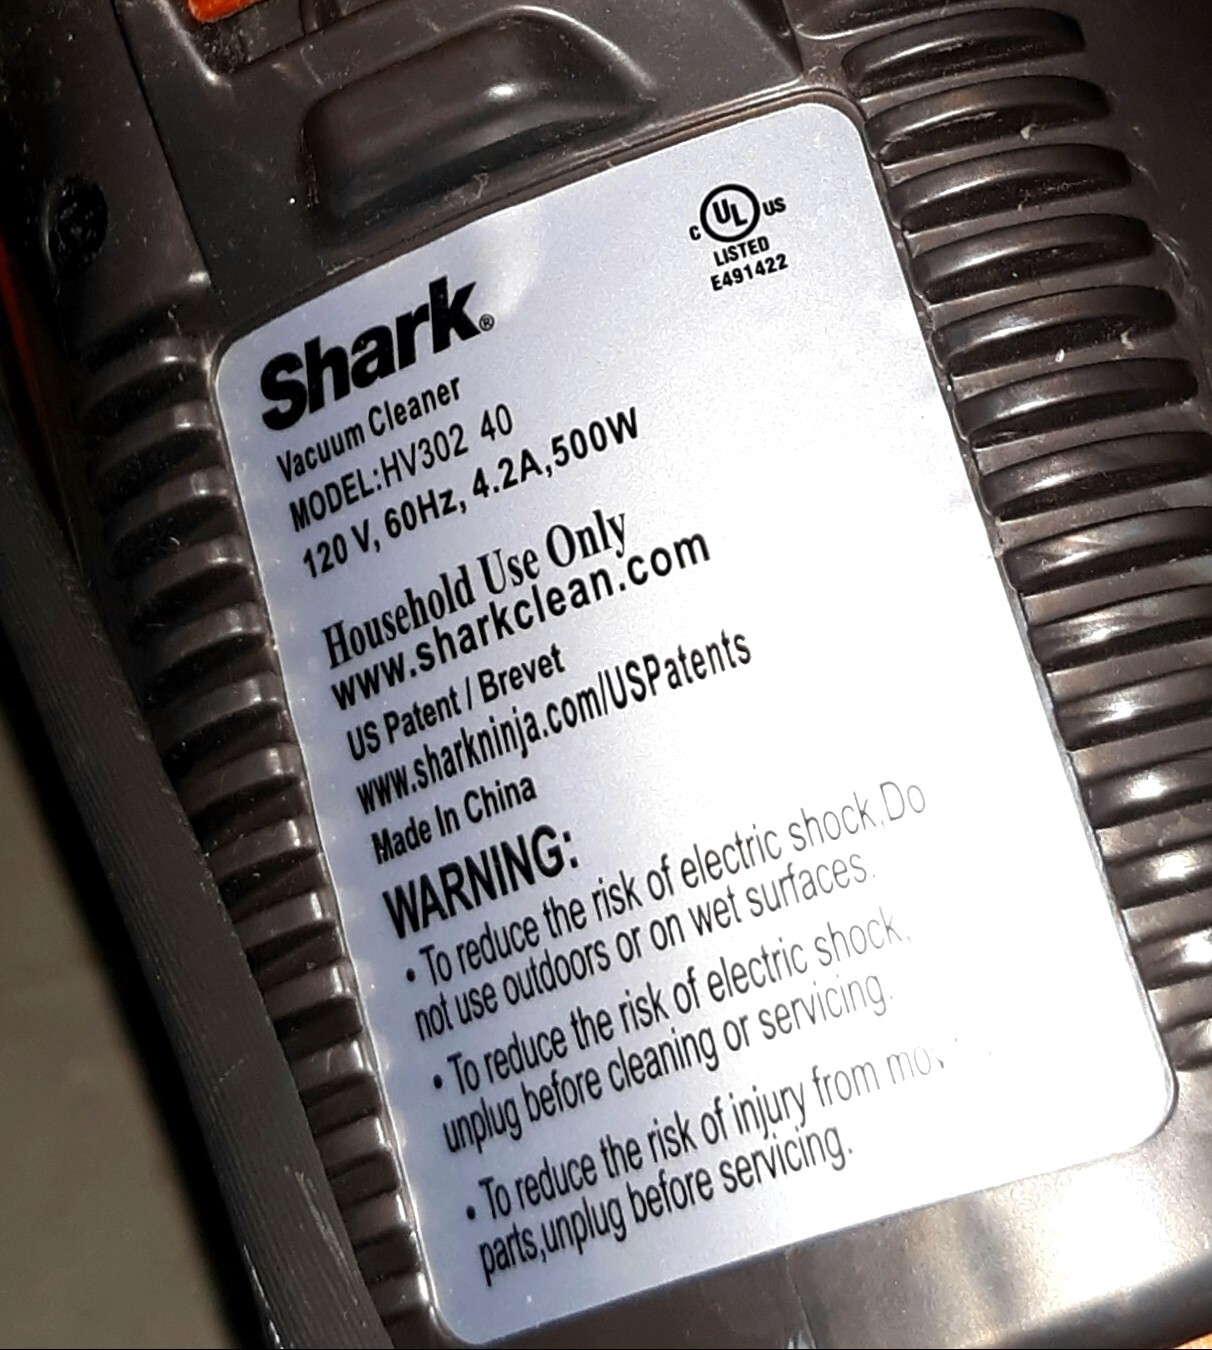 C UL US
LISTED
E491422
Shark®
Vacuum Cleaner
MODEL:HV302 40
120 V, 60Hz, 4.2A,500W
Household Use Only
www.sharkclean.com
US Patent / Brevet
www.sharkninja.com/USPatents
Made In China
WARNING:
• To reduce the risk of electric shock.Do
not use outdoors or on wet surfaces.
• To reduce the risk of electric shock,
unplug before cleaning or servicing.
• To reduce the risk of injury from
parts,unplug before servicing.